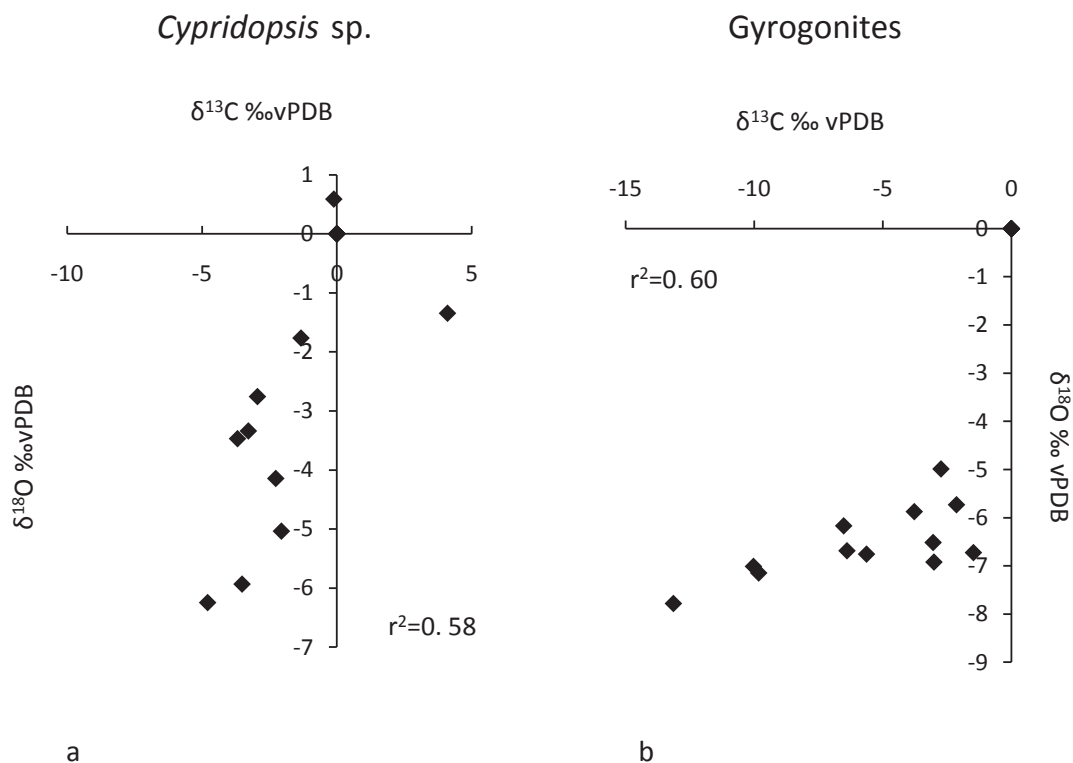 Cypridopsis sp.
δ¹³C ‰vPDB
1
0
-10 -5 0 5
-1
-2
-3
-4
-5
-6
-7
δ¹⁸O ‰vPDB
r²=0. 58
a
Gyrogonites
δ¹³C ‰ vPDB
-15 -10 -5 0
0
-1
-2
-3
-4
-5
-6
-7
-8
-9
r²=0. 60
δ¹⁸O ‰ vPDB
b